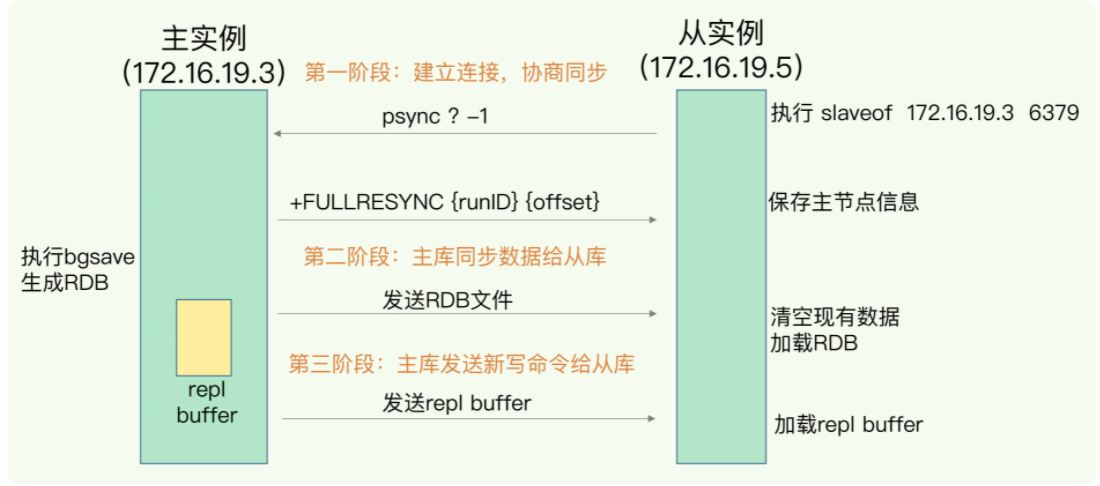 主实例
(172.16.19.3)
从实例
(172.16.19.5)
第一阶段：建立连接，协商同步
执行 slaveof 172.16.19.3 6379
psync ? –1
+FULLRESYNC {runID} {offset}
保存主节点信息
执行bgsave
生成RDB
第二阶段：主库同步数据给从库
发送RDB文件
清空现有数据
加载RDB
第三阶段：主库发送新写命令给从库
repl
buffer
发送repl buffer
加载repl buffer